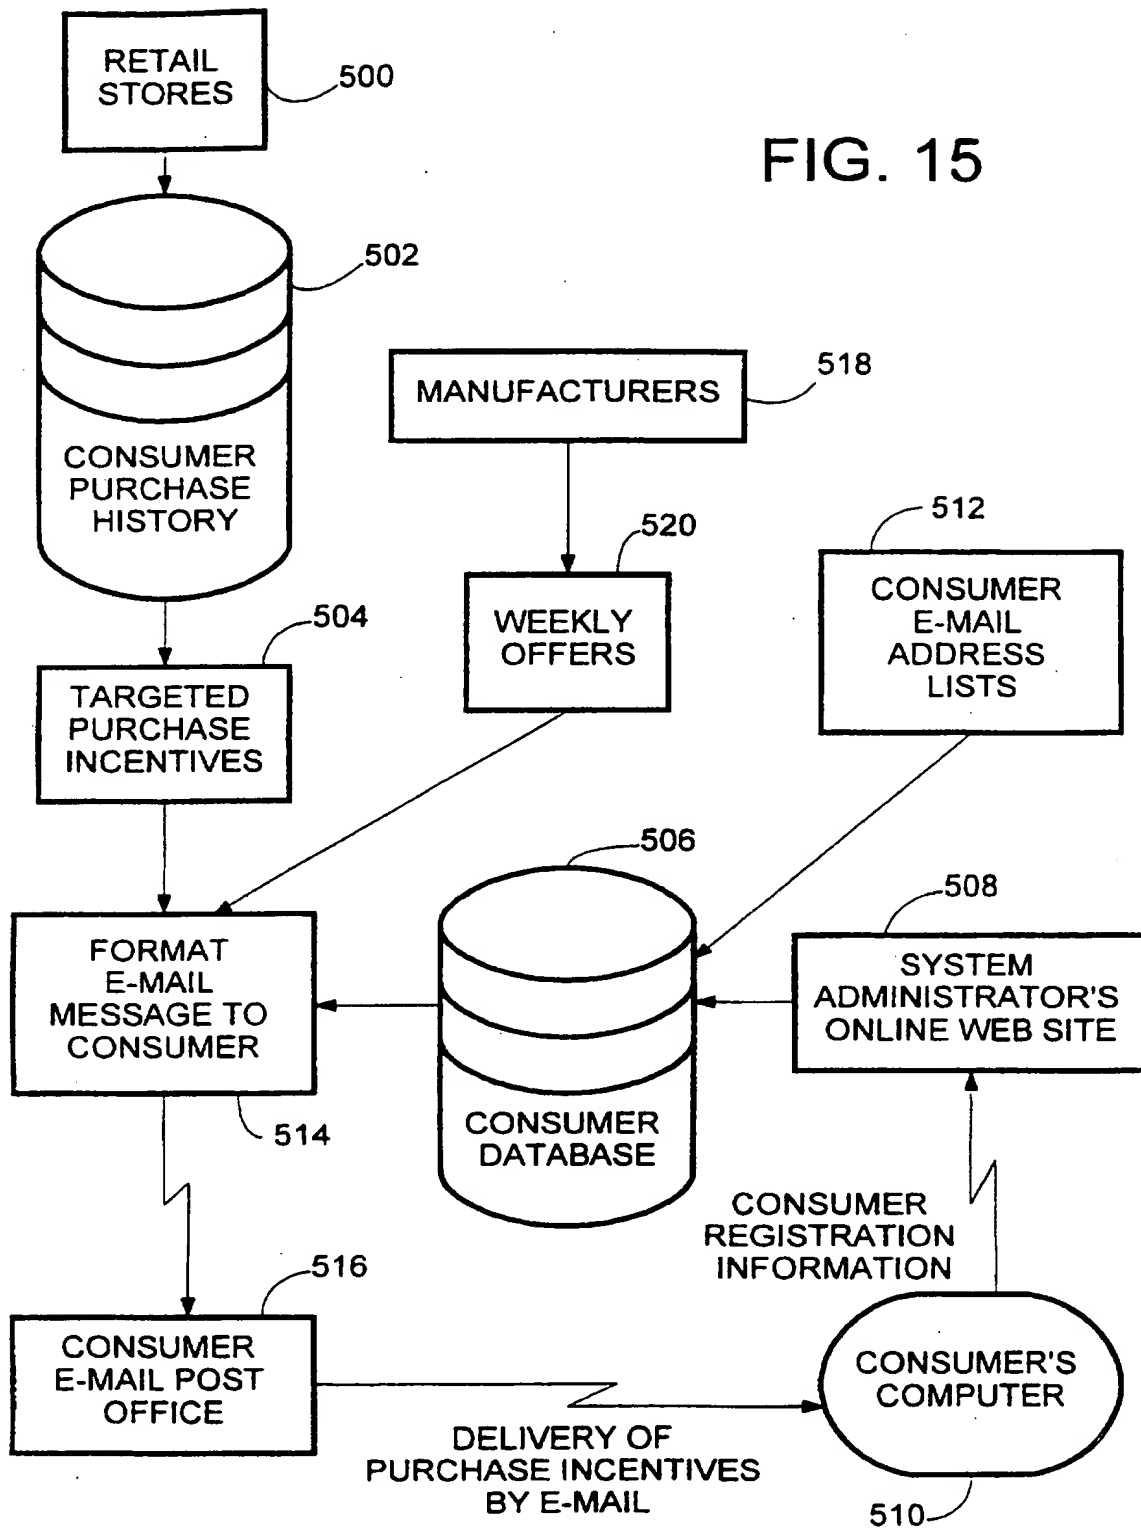 RETAIL
STORES
500
FIG. 15
502
CONSUMER
PURCHASE
HISTORY
MANUFACTURERS
518
520
WEEKLY
OFFERS
512
CONSUMER
E-MAIL
ADDRESS
LISTS
504
TARGETED
PURCHASE
INCENTIVES
506
CONSUMER
DATABASE
508
SYSTEM
ADMINISTRATOR'S
ONLINE WEB SITE
FORMAT
E-MAIL
MESSAGE TO
CONSUMER
514
CONSUMER
REGISTRATION
INFORMATION
516
CONSUMER
E-MAIL POST
OFFICE
DELIVERY OF
PURCHASE INCENTIVES
BY E-MAIL
CONSUMER'S
COMPUTER
510